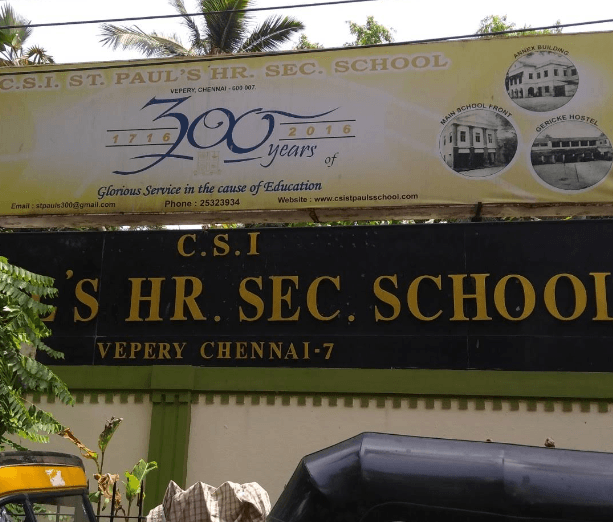 C.S.I. ST. PAUL'S HR. SEC. SCHOOL
VEPERY, CHENNAI - 600 007.
ANNEX BUILDING
MAIN SCHOOL FRONT
GERICKE HOSTEL
1716 300 2016
years of
Glorious Service in the cause of Education
Email : stpauls300@gmail.com Phone : 25323934 Website : www.csistpaulsschool.com
C.S.I
L'S HR. SEC. SCHOOL
VEPERY CHENNAI-7